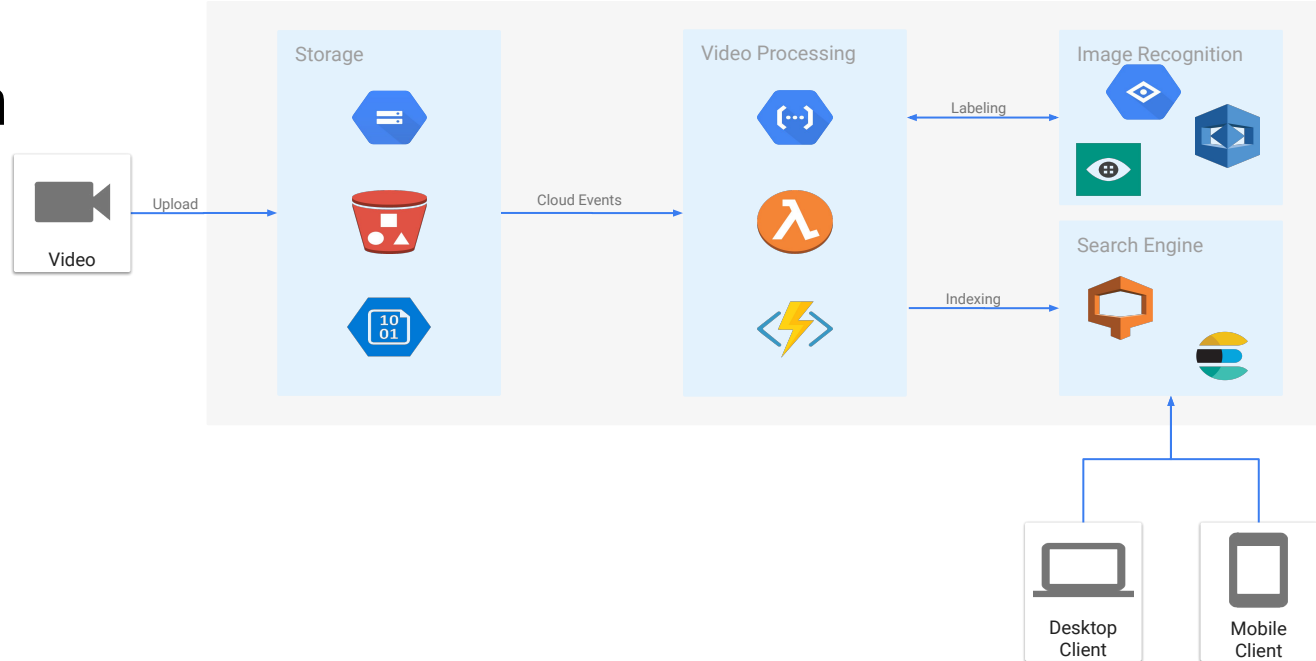 Storage
Video Processing
Image Recognition
Labeling
Upload
Cloud Events
Video
Search Engine
Indexing
10
01
Desktop
Client
Mobile
Client